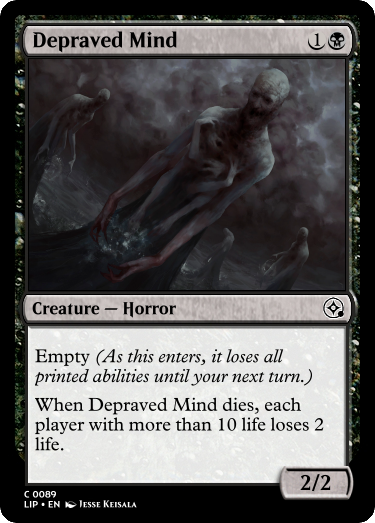 Depraved Mind 1
Creature — Horror
Empty (As this enters, it loses all
printed abilities until your next turn.)
When Depraved Mind dies, each
player with more than 10 life loses 2
life.
2/2
C 0089
LIP • EN Jesse Keisala